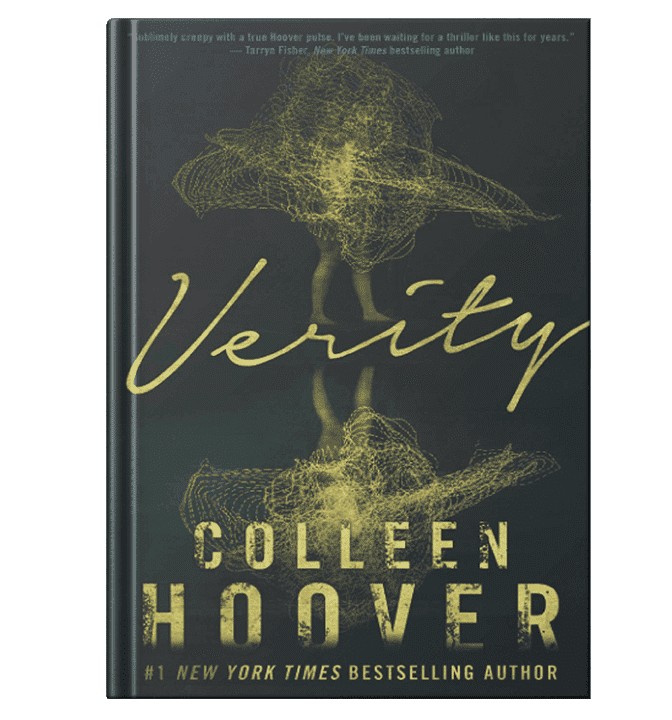 "Sublimely creepy with a true Hoover pulse. I've been waiting for a thriller like this for years."
— Tarryn Fisher, New York Times bestselling author
Verity
COLLEEN
HOOVER
#1 NEW YORK TIMES BESTSELLING AUTHOR